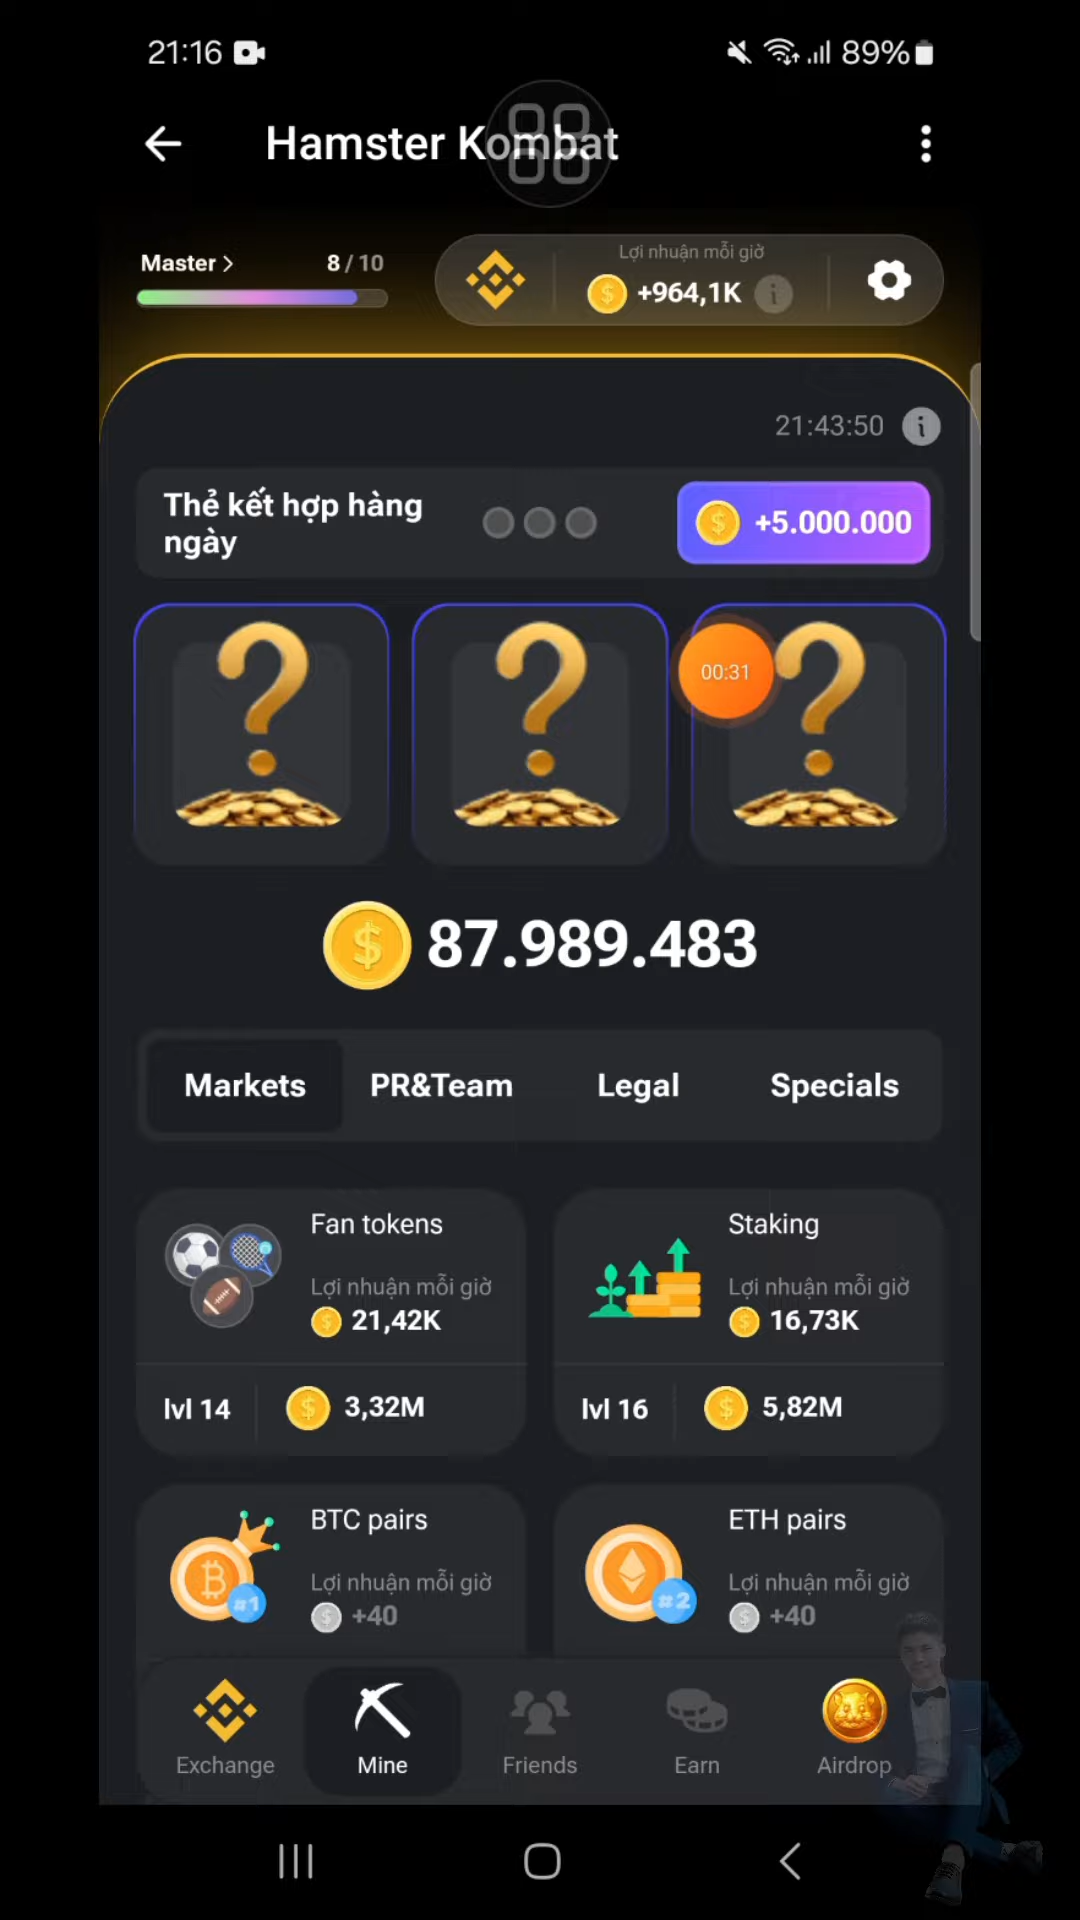 21:16
89%
Hamster Kombat
Master >
8 / 10
Lợi nhuận mỗi giờ
+964,1K
21:43:50
Thẻ kết hợp hàng
ngày
+5.000.000
00:31
87.989.483
Markets
PR&Team
Legal
Specials
Fan tokens
Lợi nhuận mỗi giờ
21,42K
lvl 14
3,32M
Staking
Lợi nhuận mỗi giờ
16,73K
lvl 16
5,82M
BTC pairs
Lợi nhuận mỗi giờ
+40
#1
ETH pairs
Lợi nhuận mỗi giờ
+40
#2
Exchange
Mine
Friends
Earn
Airdrop